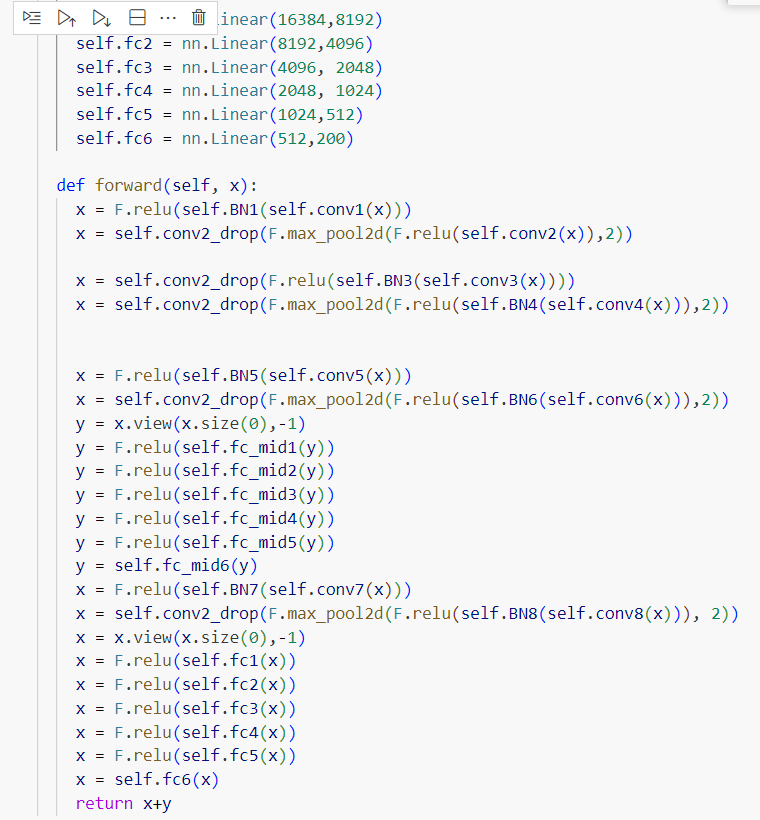 .Linear(16384,8192)
self.fc2 = nn.Linear(8192,4096)
self.fc3 = nn.Linear(4096, 2048)
self.fc4 = nn.Linear(2048, 1024)
self.fc5 = nn.Linear(1024,512)
self.fc6 = nn.Linear(512,200)
def forward(self, x):
x = F.relu(self.BN1(self.conv1(x)))
x = self.conv2_drop(F.max_pool2d(F.relu(self.conv2(x)),2))
x = self.conv2_drop(F.relu(self.BN3(self.conv3(x))))
x = self.conv2_drop(F.max_pool2d(F.relu(self.BN4(self.conv4(x))),2))
x = F.relu(self.BN5(self.conv5(x)))
x = self.conv2_drop(F.max_pool2d(F.relu(self.BN6(self.conv6(x))),2))
y = x.view(x.size(0),-1)
y = F.relu(self.fc_mid1(y))
y = F.relu(self.fc_mid2(y))
y = F.relu(self.fc_mid3(y))
y = F.relu(self.fc_mid4(y))
y = F.relu(self.fc_mid5(y))
y = self.fc_mid6(y)
x = F.relu(self.BN7(self.conv7(x)))
x = self.conv2_drop(F.max_pool2d(F.relu(self.BN8(self.conv8(x))), 2))
x = x.view(x.size(0),-1)
x = F.relu(self.fc1(x))
x = F.relu(self.fc2(x))
x = F.relu(self.fc3(x))
x = F.relu(self.fc4(x))
x = F.relu(self.fc5(x))
x = self.fc6(x)
return x+y